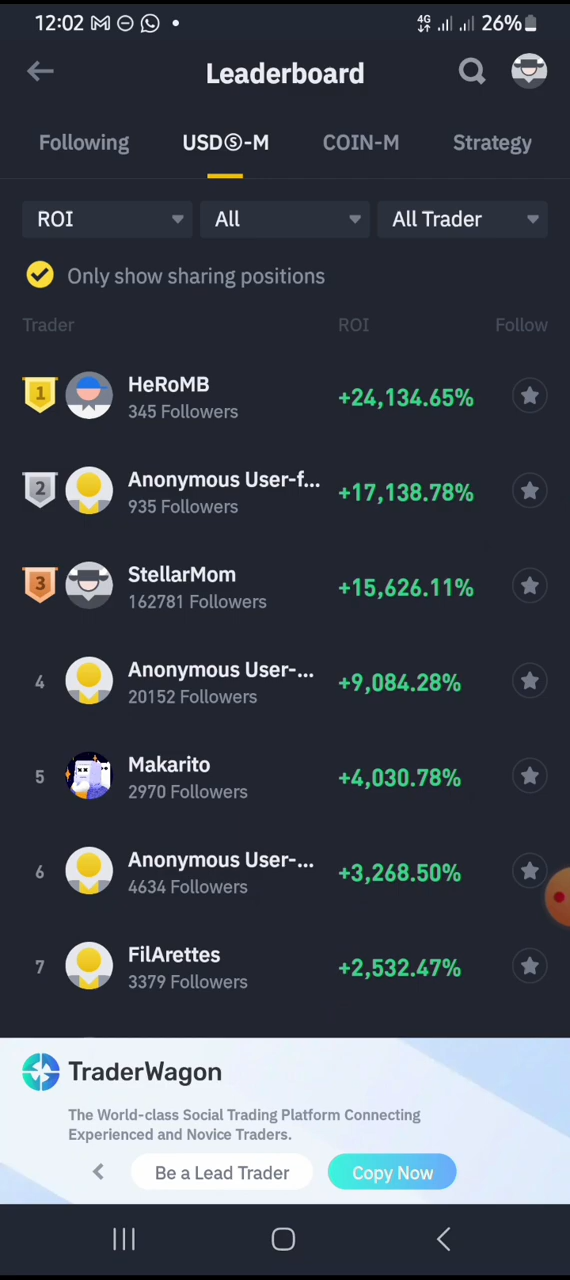 12:02 4G 26%
Leaderboard
Following USDⓈ-M COIN-M Strategy
ROI All All Trader
Only show sharing positions
Trader ROI Follow
1 HeRoMB +24,134.65%
345 Followers
2 Anonymous User-f... +17,138.78%
935 Followers
3 StellarMom +15,626.11%
162781 Followers
4 Anonymous User-... +9,084.28%
20152 Followers
5 Makarito +4,030.78%
2970 Followers
6 Anonymous User-... +3,268.50%
4634 Followers
7 FilArettes +2,532.47%
3379 Followers
TraderWagon
The World-class Social Trading Platform Connecting
Experienced and Novice Traders.
Be a Lead Trader Copy Now